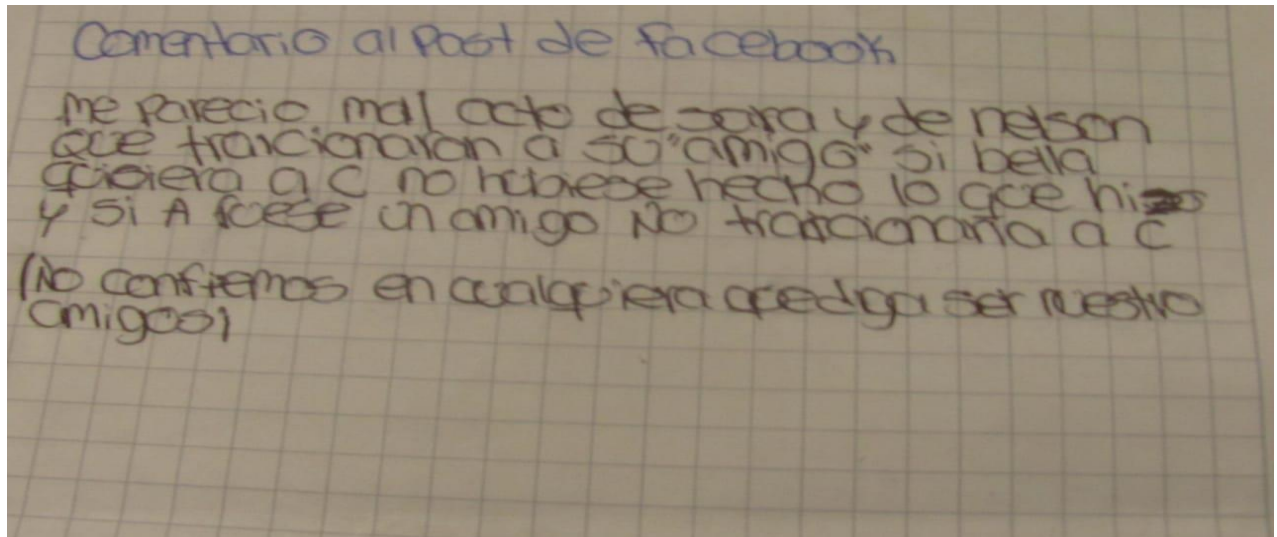 Comentario al Post de facebook
me parecio mal acto de sara y de nelson
que traicionaran a su "amigo" si bella
quisiera a C no hubiese hecho lo que hizo
y si A fuese un amigo No traicionaria a C
(No confiemos en cualquiera que diga ser nuestro
amigos)